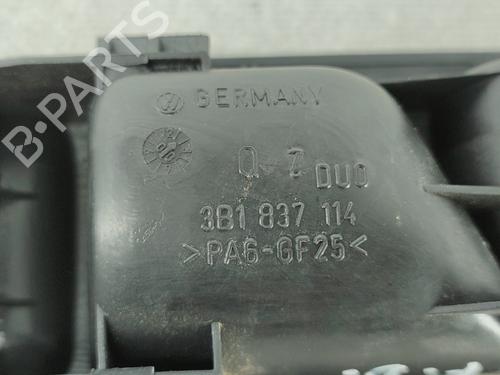 GERMANY
Q Z DUO
3B1 837 114
>PA6-GF25<
B-PARTS